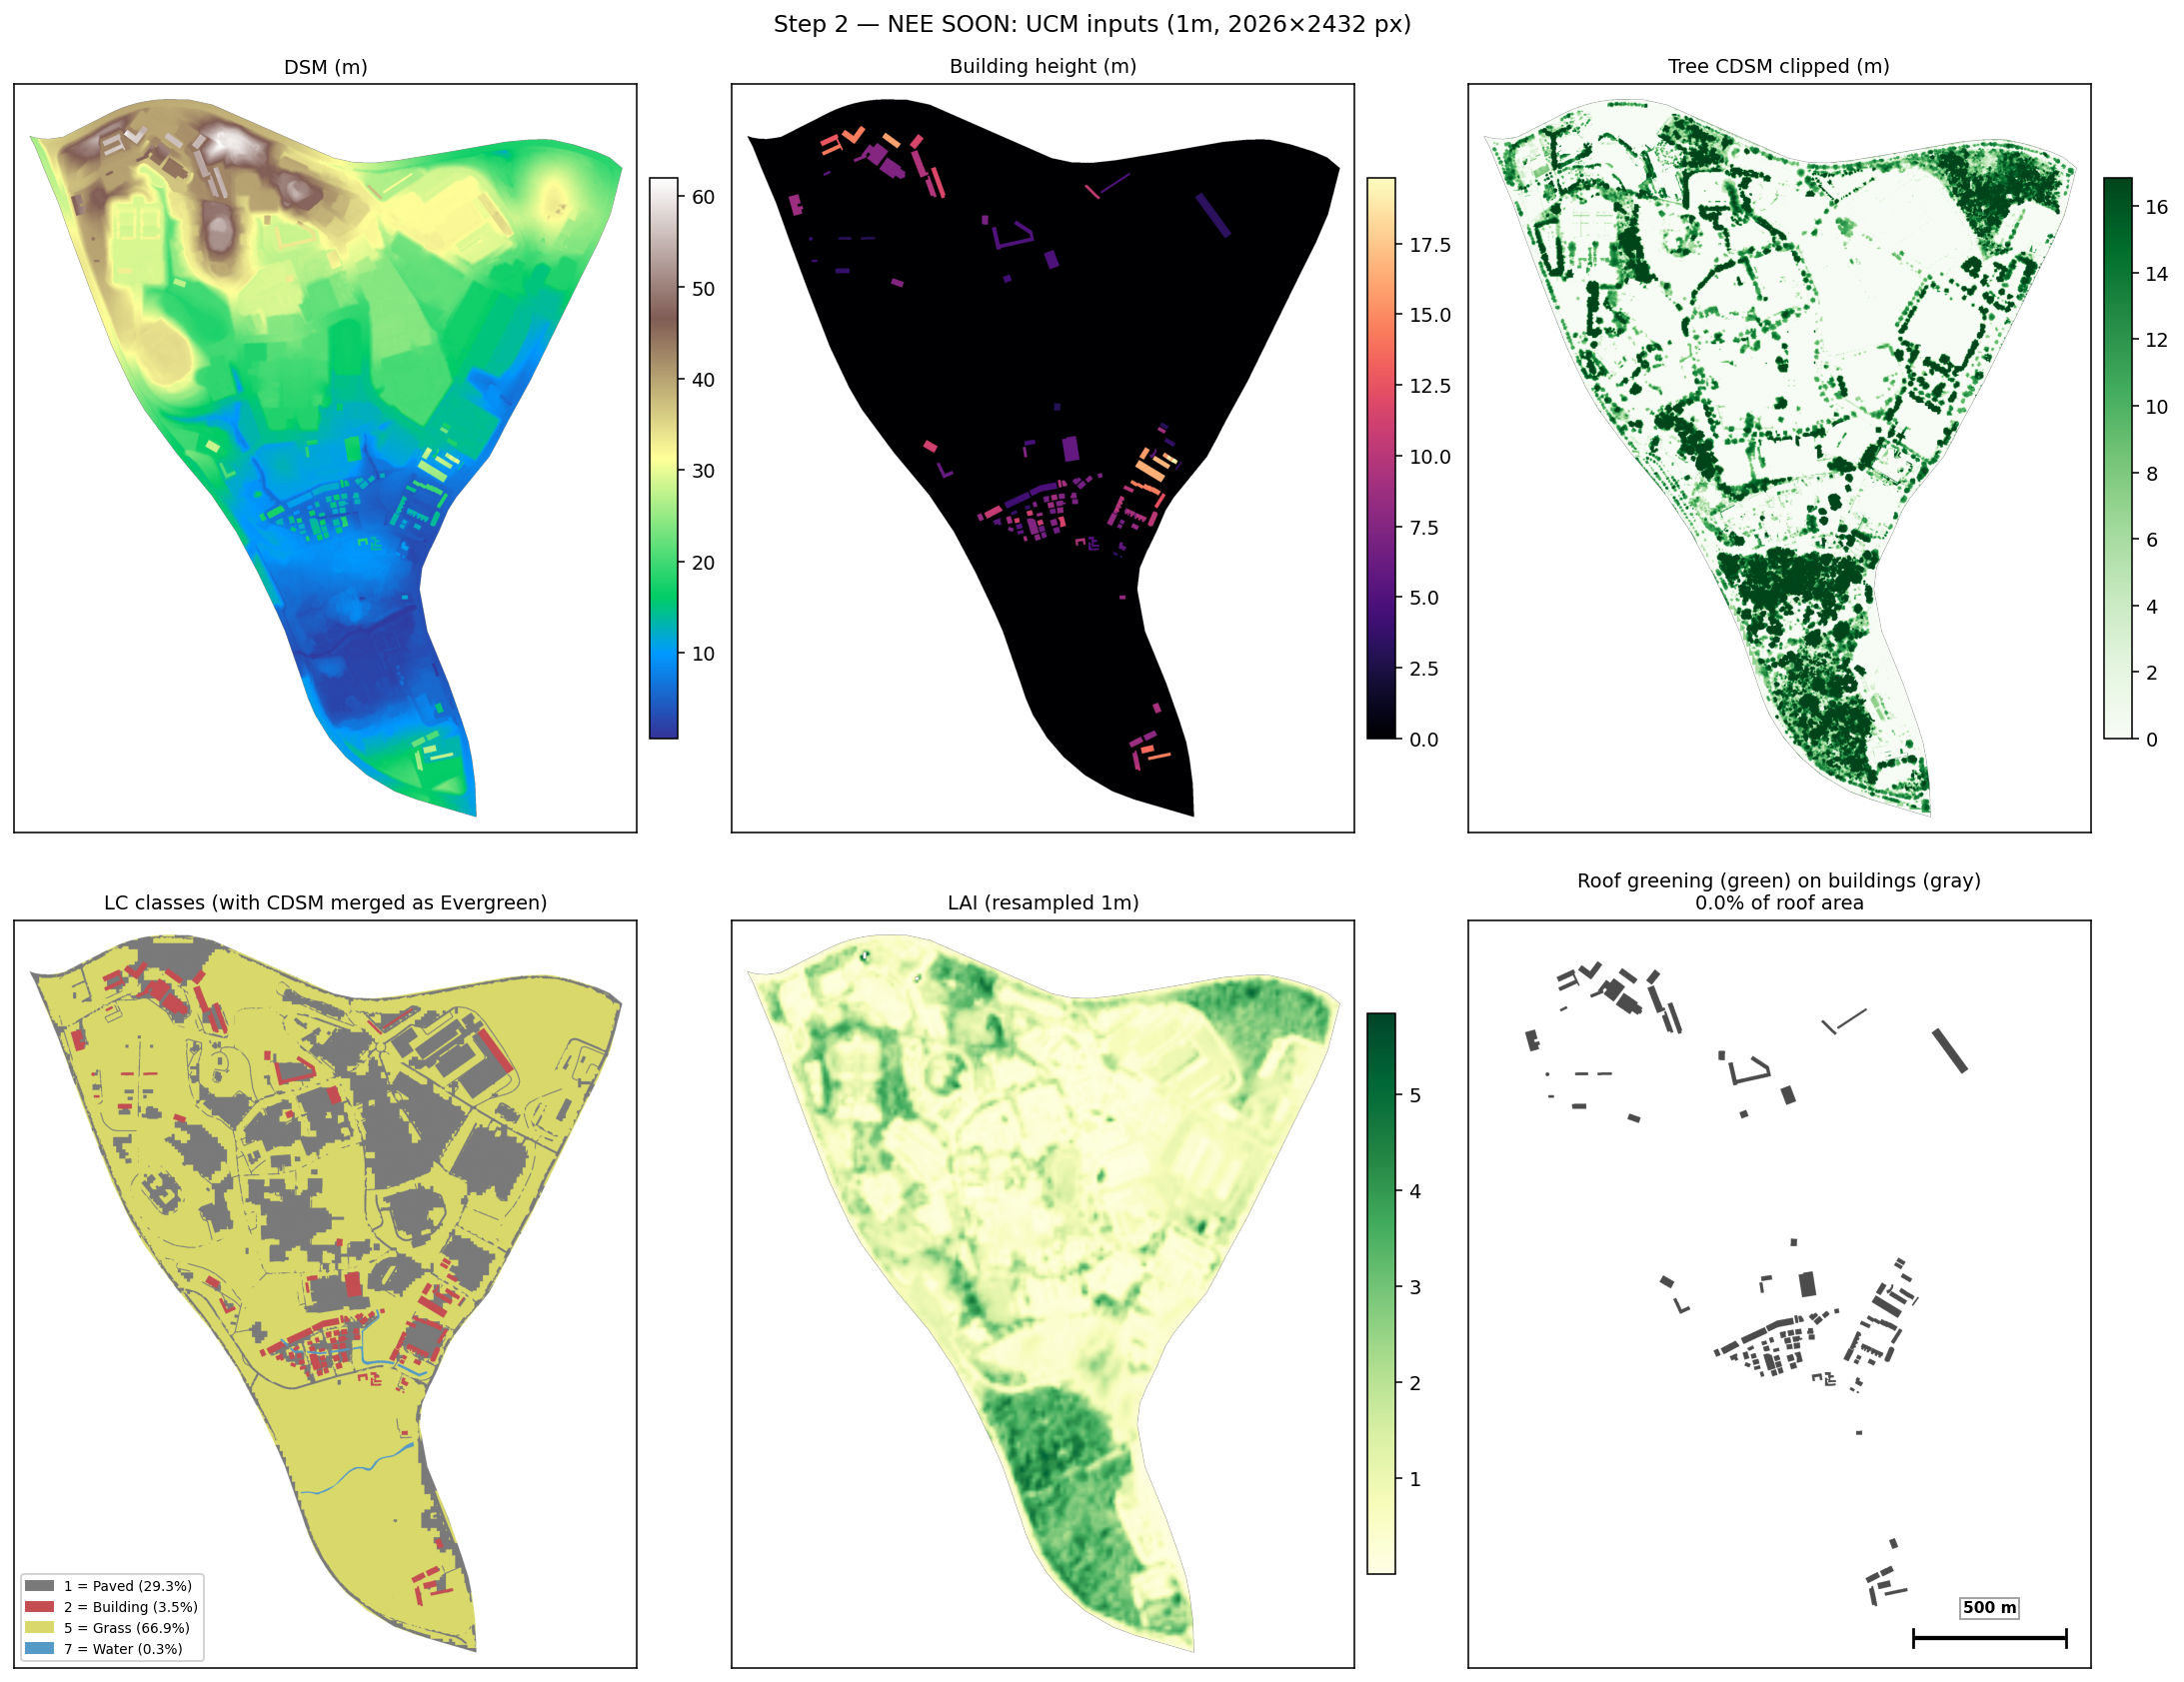 Step 2 — NEE SOON: UCM inputs (1m, 2026×2432 px)
DSM (m)
60
50
40
30
20
10
Building height (m)
17.5
15.0
12.5
10.0
7.5
5.0
2.5
0.0
Tree CDSM clipped (m)
16
14
12
10
8
6
4
2
0
LC classes (with CDSM merged as Evergreen)
1 = Paved (29.3%)
2 = Building (3.5%)
5 = Grass (66.9%)
7 = Water (0.3%)
LAI (resampled 1m)
5
4
3
2
1
Roof greening (green) on buildings (gray)
0.0% of roof area
500 m